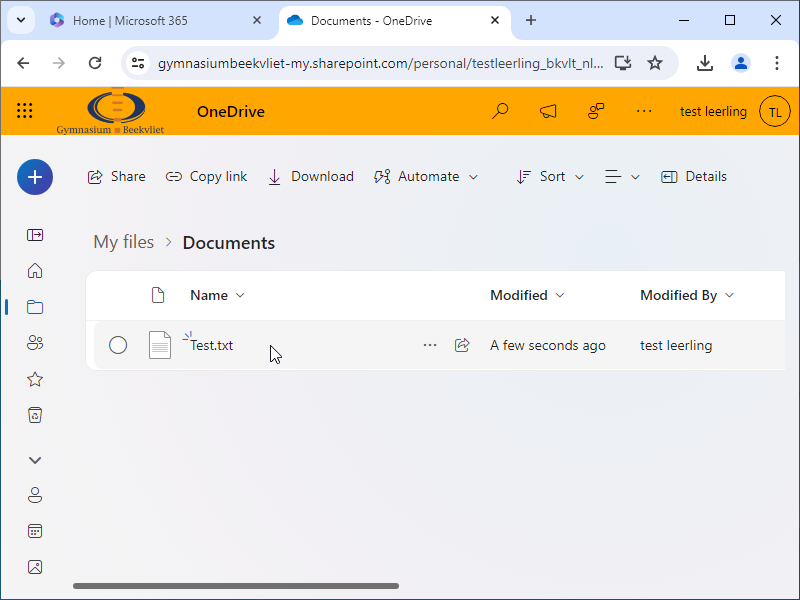 Home | Microsoft 365
Documents - OneDrive
gymnasiumbeekvliet-my.sharepoint.com/personal/testleerling_bkvlt_nl...
Gymnasium Beekvliet
OneDrive
test leerling
TL
Share
Copy link
Download
Automate
Sort
Details
My files > Documents
Name
Modified
Modified By
Test.txt
A few seconds ago
test leerling